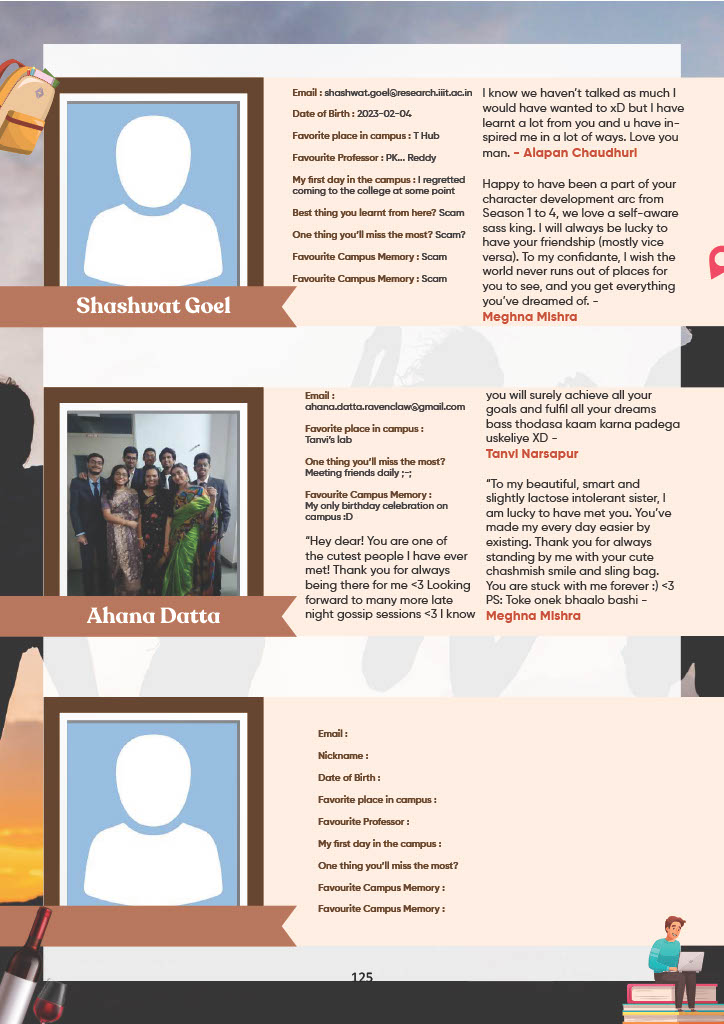 Email : shashwat.goel@research.iiit.ac.in
Date of Birth : 2023-02-04
Favorite place in campus : T Hub
Favourite Professor : PK... Reddy
My first day in the campus : I regretted
coming to the college at some point
Best thing you learnt from here? Scam
One thing you'll miss the most? Scam?
Favourite Campus Memory : Scam
Favourite Campus Memory : Scam
Shashwat Goel
I know we haven't talked as much I
would have wanted to xD but I have
learnt a lot from you and u have in-
spired me in a lot of ways. Love you
man. - Alapan Chaudhuri
Happy to have been a part of your
character development arc from
Season 1 to 4, we love a self-aware
sass king. I will always be lucky to
have your friendship (mostly vice
versa). To my confidante, I wish the
world never runs out of places for
you to see, and you get everything
you've dreamed of. -
Meghna Mishra
Email :
ahana.datta.ravenclaw@gmail.com
Favorite place in campus :
Tanvi's lab
One thing you'll miss the most?
Meeting friends daily ;-;
Favourite Campus Memory :
My only birthday celebration on
campus :D
"Hey dear! You are one of
the cutest people I have ever
met! Thank you for always
being there for me <3 Looking
forward to many more late
night gossip sessions <3 I know
Ahana Datta
you will surely achieve all your
goals and fulfil all your dreams
bass thodasa kaam karna padega
uskeliye XD -
Tanvi Narsapur
"To my beautiful, smart and
slightly lactose intolerant sister, I
am lucky to have met you. You've
made my every day easier by
existing. Thank you for always
standing by me with your cute
chashmish smile and sling bag.
You are stuck with me forever :) <3
PS: Toke onek bhaalo bashi -
Meghna Mishra
Email :
Nickname :
Date of Birth :
Favorite place in campus :
Favourite Professor :
My first day in the campus :
One thing you'll miss the most?
Favourite Campus Memory :
Favourite Campus Memory :
125